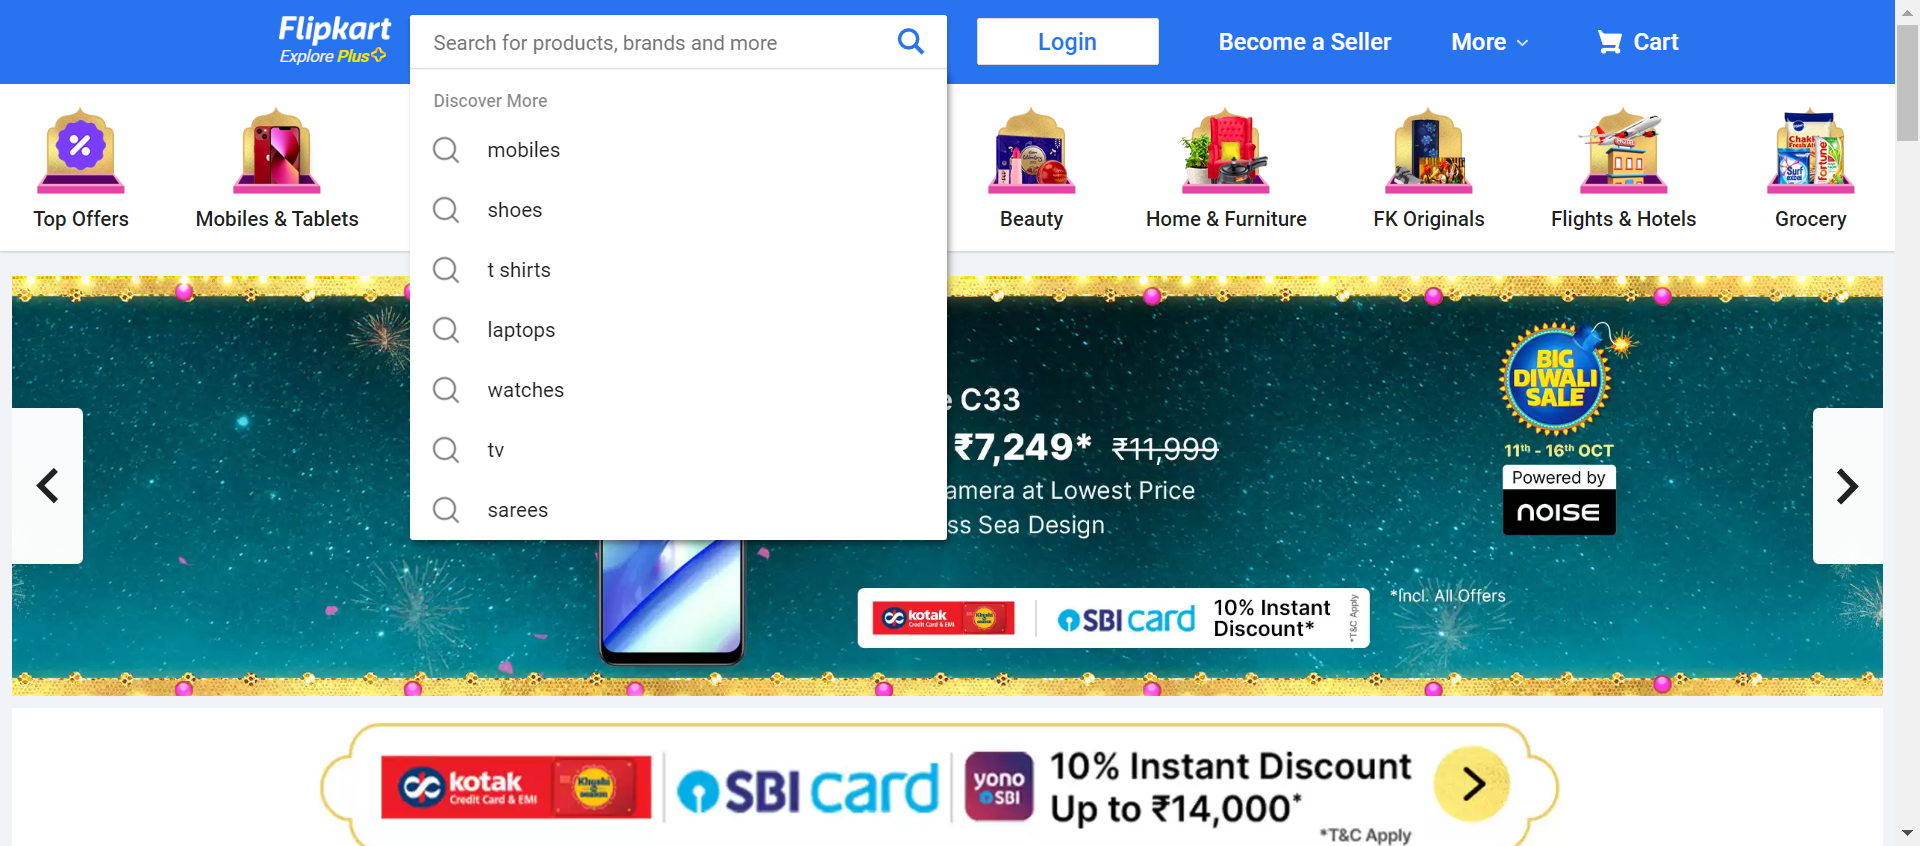 Flipkart
Explore Plus
Search for products, brands and more
Login
Become a Seller
More
Cart
Discover More
mobiles
shoes
t shirts
laptops
watches
tv
sarees
Top Offers
Mobiles & Tablets
Beauty
Home & Furniture
FK Originals
Flights & Hotels
Grocery
C33
₹7,249* ₹11,999
amera at Lowest Price
ss Sea Design
BIG
DIWALI
SALE
11th - 16th OCT
Powered by
NOISE
kotak
Credit Card & EMI
SBI card
10% Instant
Discount*
*T&C Apply
*Incl. All Offers
kotak
Credit Card & EMI
Khushi
SBI card
yono
SBI
10% Instant Discount
Up to ₹14,000*
*T&C Apply